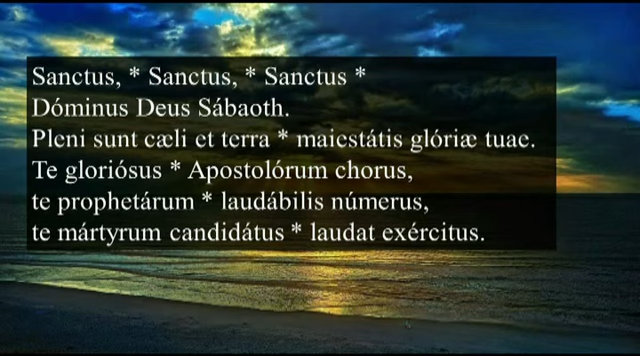 Sanctus, * Sanctus, * Sanctus *
Dóminus Deus Sábaoth.
Pleni sunt cæli et terra * maiestátis glóriæ tuae.
Te gloriósus * Apostolórum chorus,
te prophetárum * laudábilis númerus,
te mártyrum candidátus * laudat exércitus.